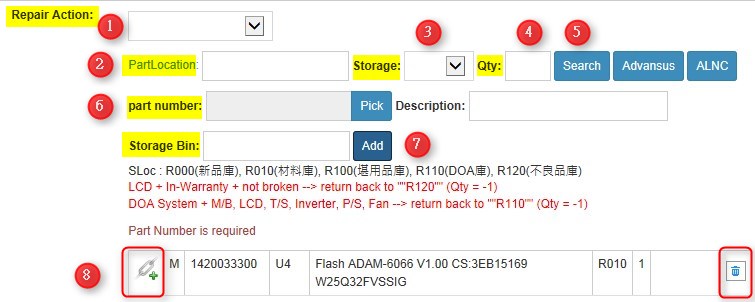 Repair Action:
1
2 PartLocation: Storage: 3 Qty: 4 5 Search Advansus ALNC
6 part number: Pick Description:
Storage Bin: Add 7
SLoc : R000(新品庫), R010(材料庫), R100(堪用品庫), R110(DOA庫), R120(不良品庫)
LCD + In-Warranty + not broken --> return back to ""R120"" (Qty = -1)
DOA System + M/B, LCD, T/S, Inverter, P/S, Fan --> return back to ""R110"" (Qty = -1)
Part Number is required
8 M 1420033300 U4 Flash ADAM-6066 V1.00 CS:3EB15169 R010 1
W25Q32FVSSIG